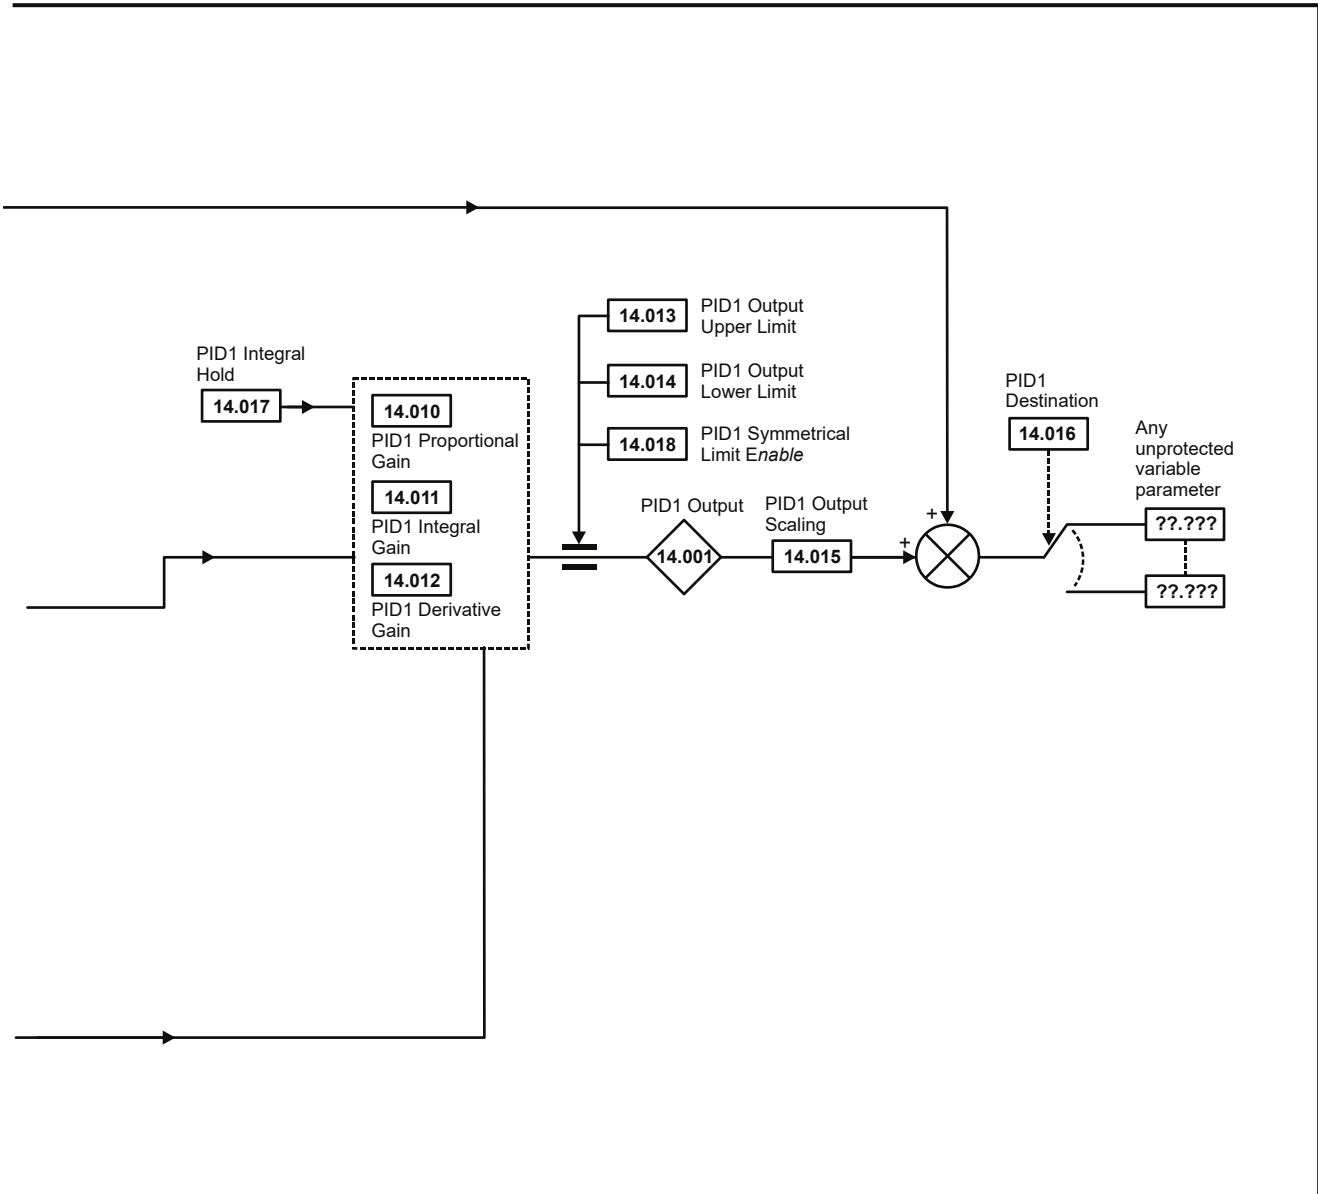 PID1 Integral
Hold
14.017
14.010
PID1 Proportional
Gain
14.011
PID1 Integral
Gain
14.012
PID1 Derivative
Gain
14.013
PID1 Output
Upper Limit
14.014
PID1 Output
Lower Limit
14.018
PID1 Symmetrical
Limit Enable
PID1 Output
14.001
PID1 Output
Scaling
14.015
+
+
PID1
Destination
14.016
Any
unprotected
variable
parameter
??.???
??.???